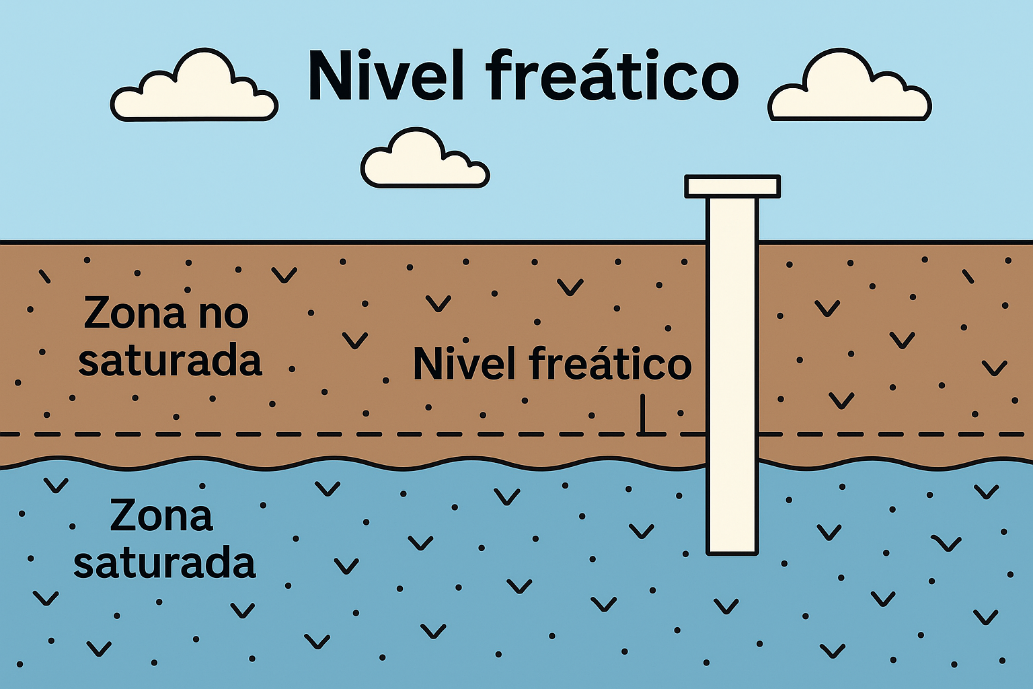 Nivel freático
Zona no
saturada
Nivel freático
Zona
saturada